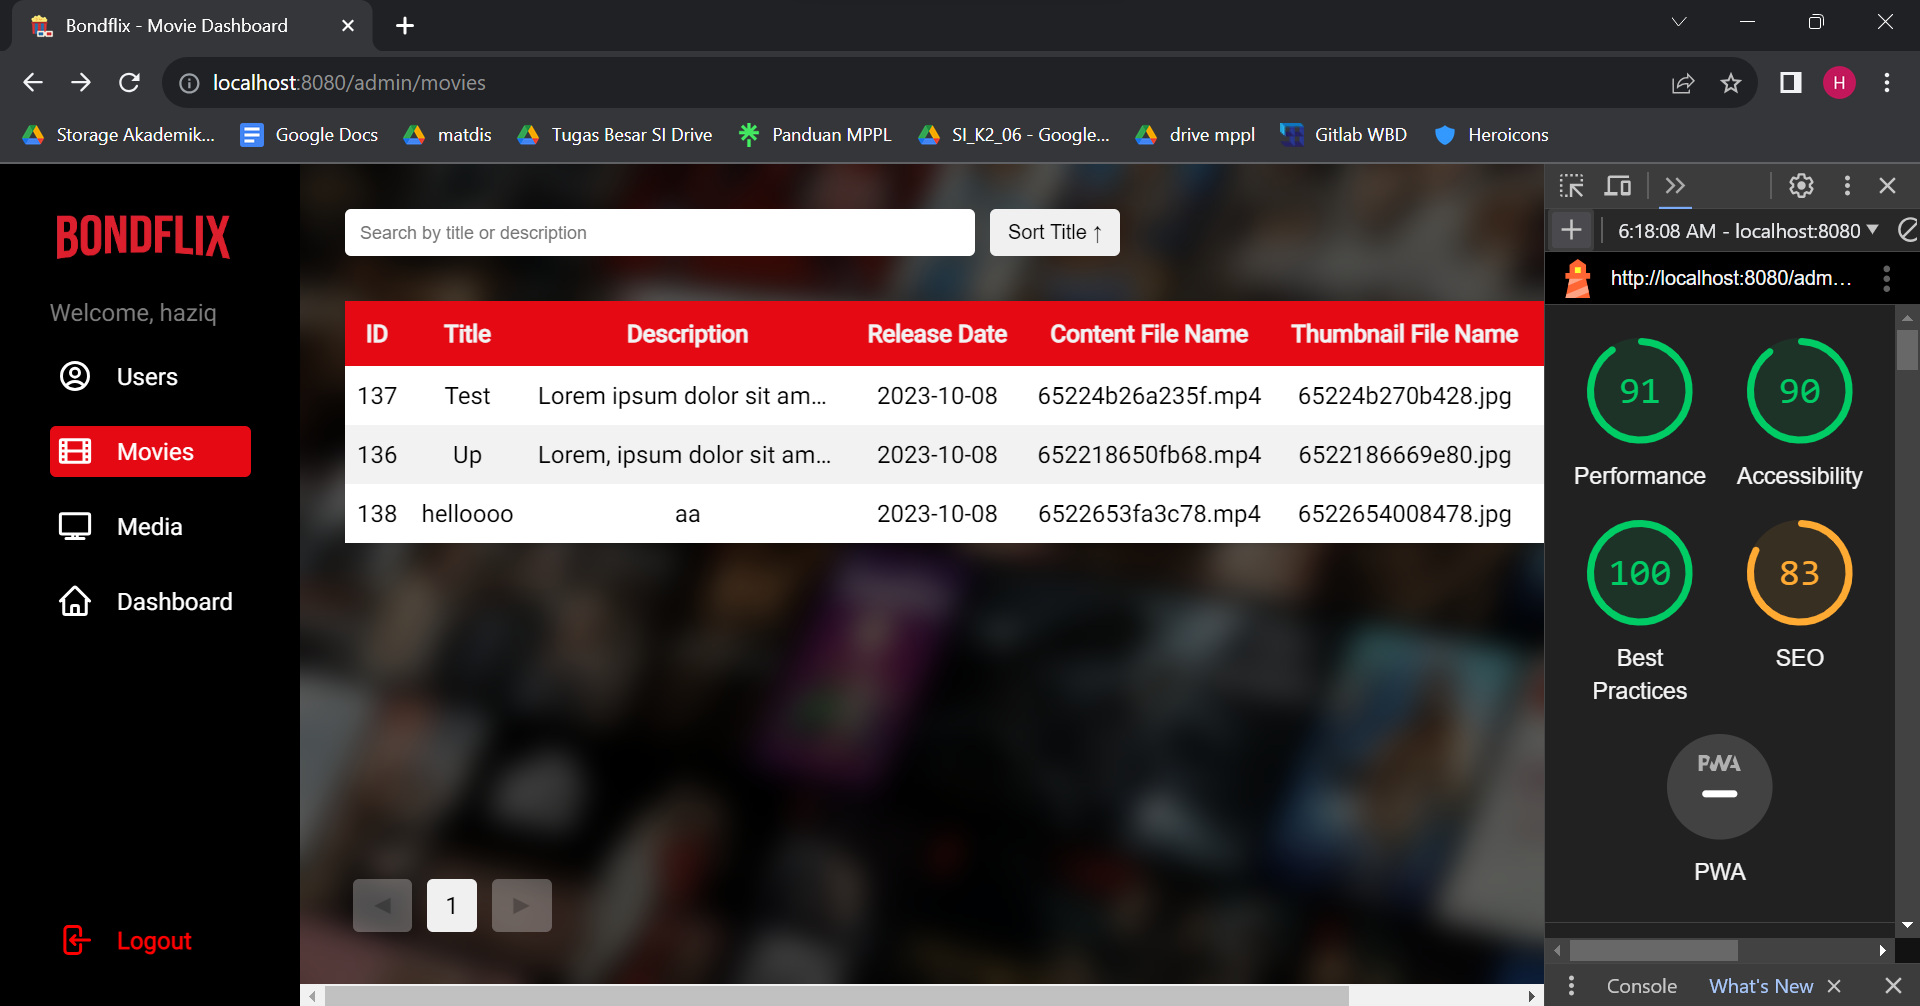 Bondflix - Movie Dashboard
localhost:8080/admin/movies
H
Storage Akademik...
Google Docs
matdis
Tugas Besar SI Drive
Panduan MPPL
SI_K2_06 - Google...
drive mppl
Gitlab WBD
Heroicons
BONDFLIX
Welcome, haziq
Users
Movies
Media
Dashboard
Logout
Search by title or description
Sort Title ↑
ID Title Description Release Date Content File Name Thumbnail File Name
137 Test Lorem ipsum dolor sit am... 2023-10-08 65224b26a235f.mp4 65224b270b428.jpg
136 Up Lorem, ipsum dolor sit am... 2023-10-08 652218650fb68.mp4 6522186669e80.jpg
138 helloooo aa 2023-10-08 6522653fa3c78.mp4 6522654008478.jpg
◀ 1 ▶
6:18:08 AM - localhost:8080
http://localhost:8080/adm...
91
Performance
90
Accessibility
100
Best
Practices
83
SEO
PWA
PWA
Console
What's New